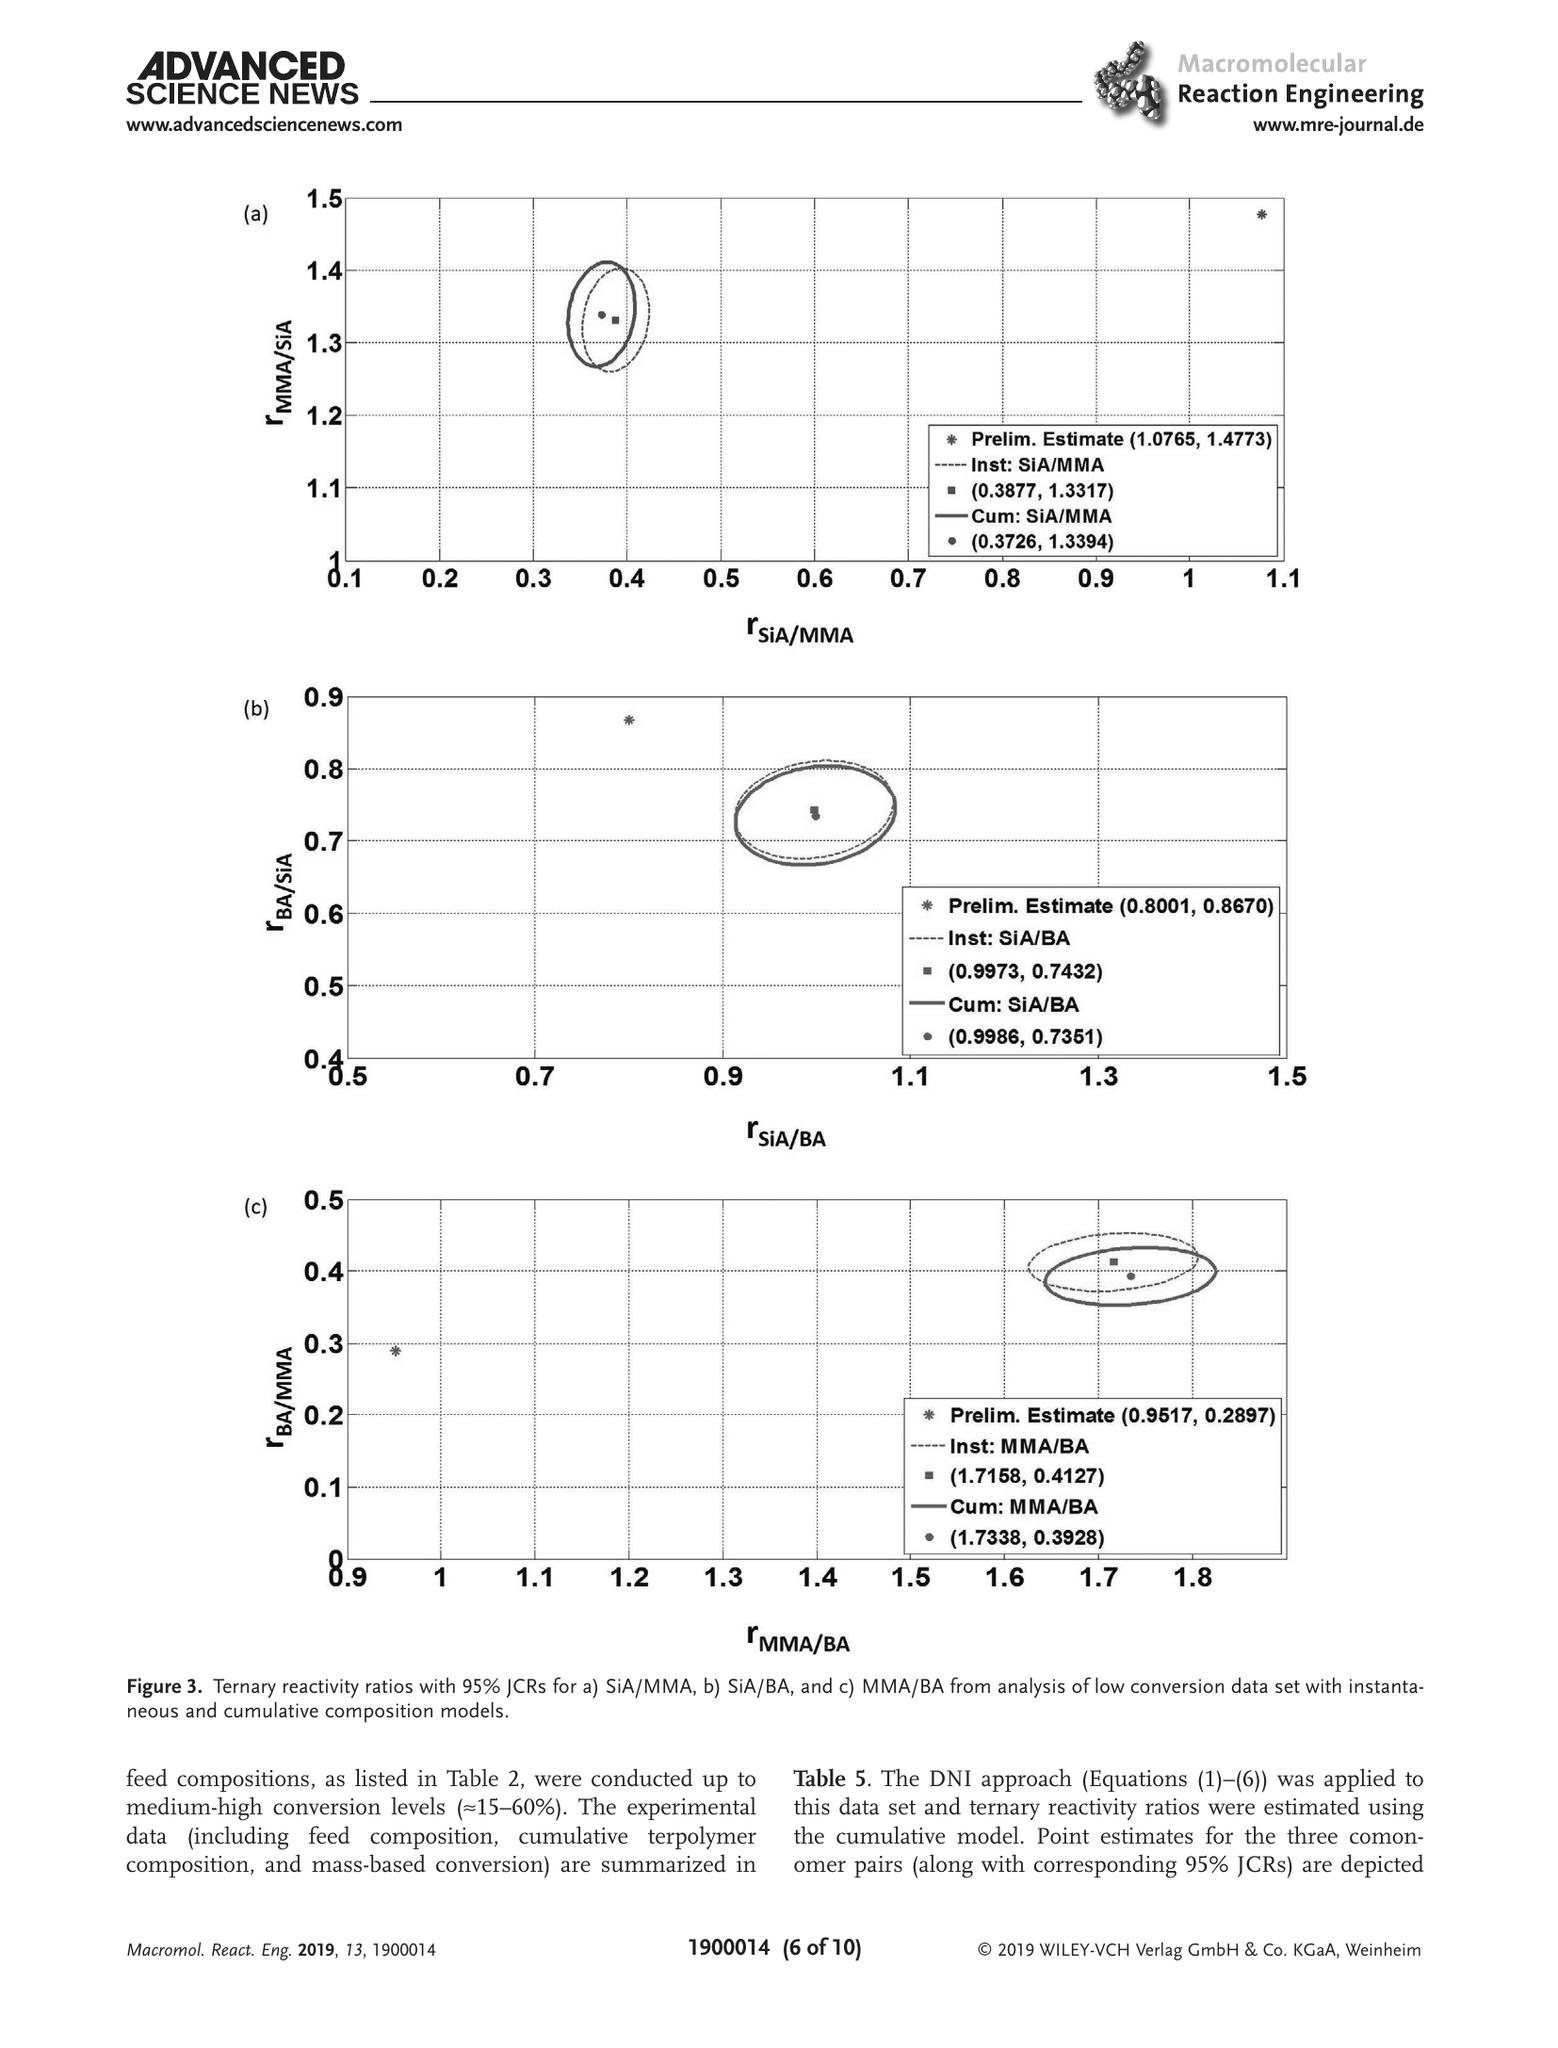 ADVANCED
SCIENCE NEWS
www.advancedsciencenews.com
Macromolecular
Reaction Engineering
www.mre-journal.de
(a)
1.5
1.4
1.3
1.2
1.1
1
rMMA/SiA
Prelim. Estimate (1.0765, 1.4773)
Inst: SiA/MMA
(0.3877, 1.3317)
Cum: SiA/MMA
(0.3726, 1.3394)
0.1 0.2 0.3 0.4 0.5 0.6 0.7 0.8 0.9 1 1.1
rSiA/MMA
(b)
0.9
0.8
0.7
0.6
0.5
0.4
rBA/SiA
Prelim. Estimate (0.8001, 0.8670)
Inst: SiA/BA
(0.9973, 0.7432)
Cum: SiA/BA
(0.9986, 0.7351)
0.5 0.7 0.9 1.1 1.3 1.5
rSiA/BA
(c)
0.5
0.4
0.3
0.2
0.1
0
rBA/MMA
Prelim. Estimate (0.9517, 0.2897)
Inst: MMA/BA
(1.7158, 0.4127)
Cum: MMA/BA
(1.7338, 0.3928)
0.9 1 1.1 1.2 1.3 1.4 1.5 1.6 1.7 1.8
rMMA/BA
Figure 3. Ternary reactivity ratios with 95% JCRs for a) SiA/MMA, b) SiA/BA, and c) MMA/BA from analysis of low conversion data set with instanta-
neous and cumulative composition models.
feed compositions, as listed in Table 2, were conducted up to
medium-high conversion levels (≈15–60%). The experimental
data (including feed composition, cumulative terpolymer
composition, and mass-based conversion) are summarized in
Table 5. The DNI approach (Equations (1)–(6)) was applied to
this data set and ternary reactivity ratios were estimated using
the cumulative model. Point estimates for the three comon-
omer pairs (along with corresponding 95% JCRs) are depicted
Macromol. React. Eng. 2019, 13, 1900014
1900014 (6 of 10)
© 2019 WILEY-VCH Verlag GmbH & Co. KGaA, Weinheim